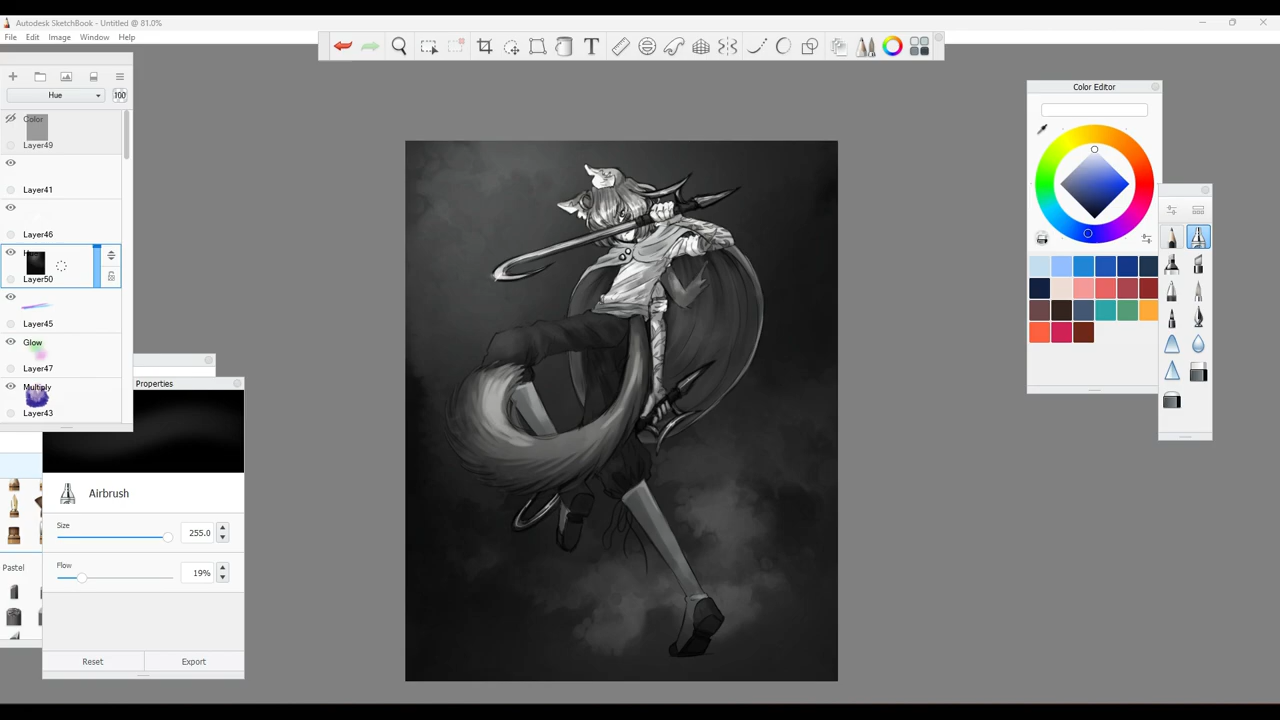 Autodesk SketchBook - Untitled @ 81.0%
File Edit Image Window Help
T
Hue 100
Color Editor
Color
Layer49
Layer41
Layer46
Layer50
Layer45
Glow
Layer47
Multiply
Layer43
Properties
Airbrush
Size
255.0
Flow
19%
Pastel
Reset Export